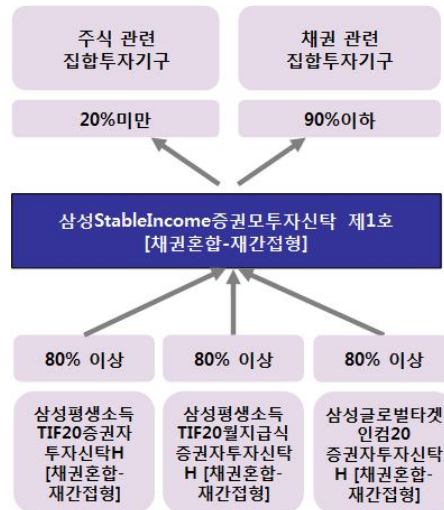 주식 관련
집합투자기구
채권 관련
집합투자기구
20%미만
90%이하
삼성StableIncome증권모투자신탁 제1호
[채권혼합-재간접형]
80% 이상
80% 이상
80% 이상
삼성평생소득
TIF20증권자
투자신탁H
[채권혼합-
재간접형]
삼성평생소득
TIF20월지급식
증권자투자신탁
H [채권혼합-
재간접형]
삼성글로벌타겟
인컴20
증권자투자신탁
H [채권혼합-
재간접형]